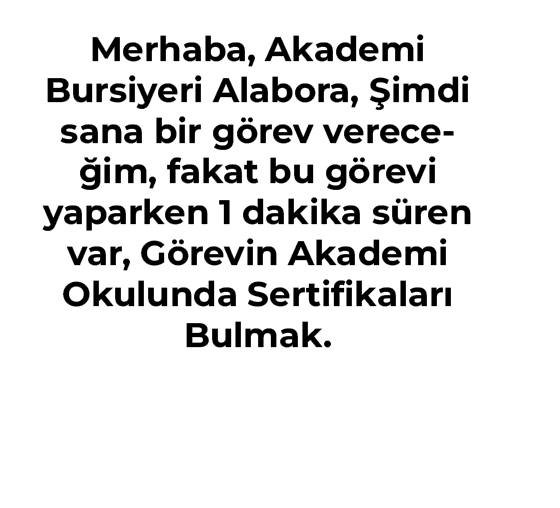 Merhaba, Akademi
Bursiyeri Alabora, Şimdi
sana bir görev verece-
ğim, fakat bu görevi
yaparken 1 dakika süren
var, Görevin Akademi
Okulunda Sertifikaları
Bulmak.